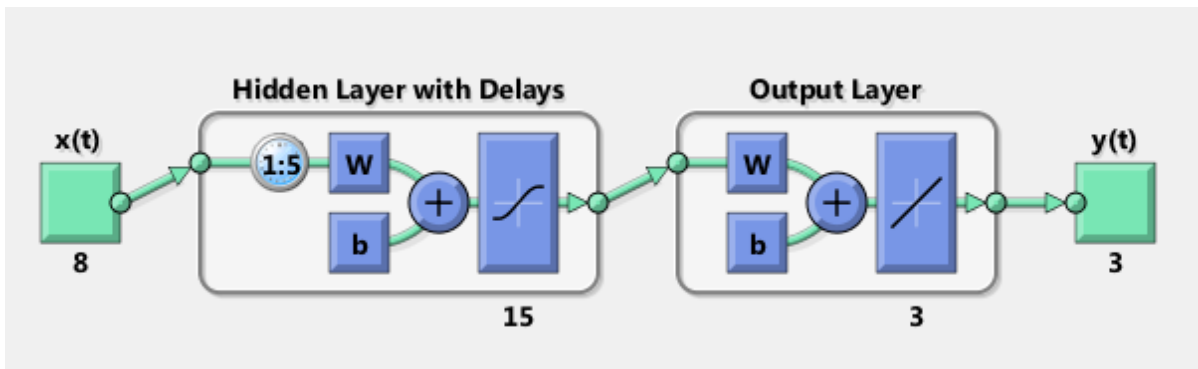 Hidden Layer with Delays
Output Layer
x(t)
y(t)
1:5
W
W
+
+
b
b
8
3
15
3